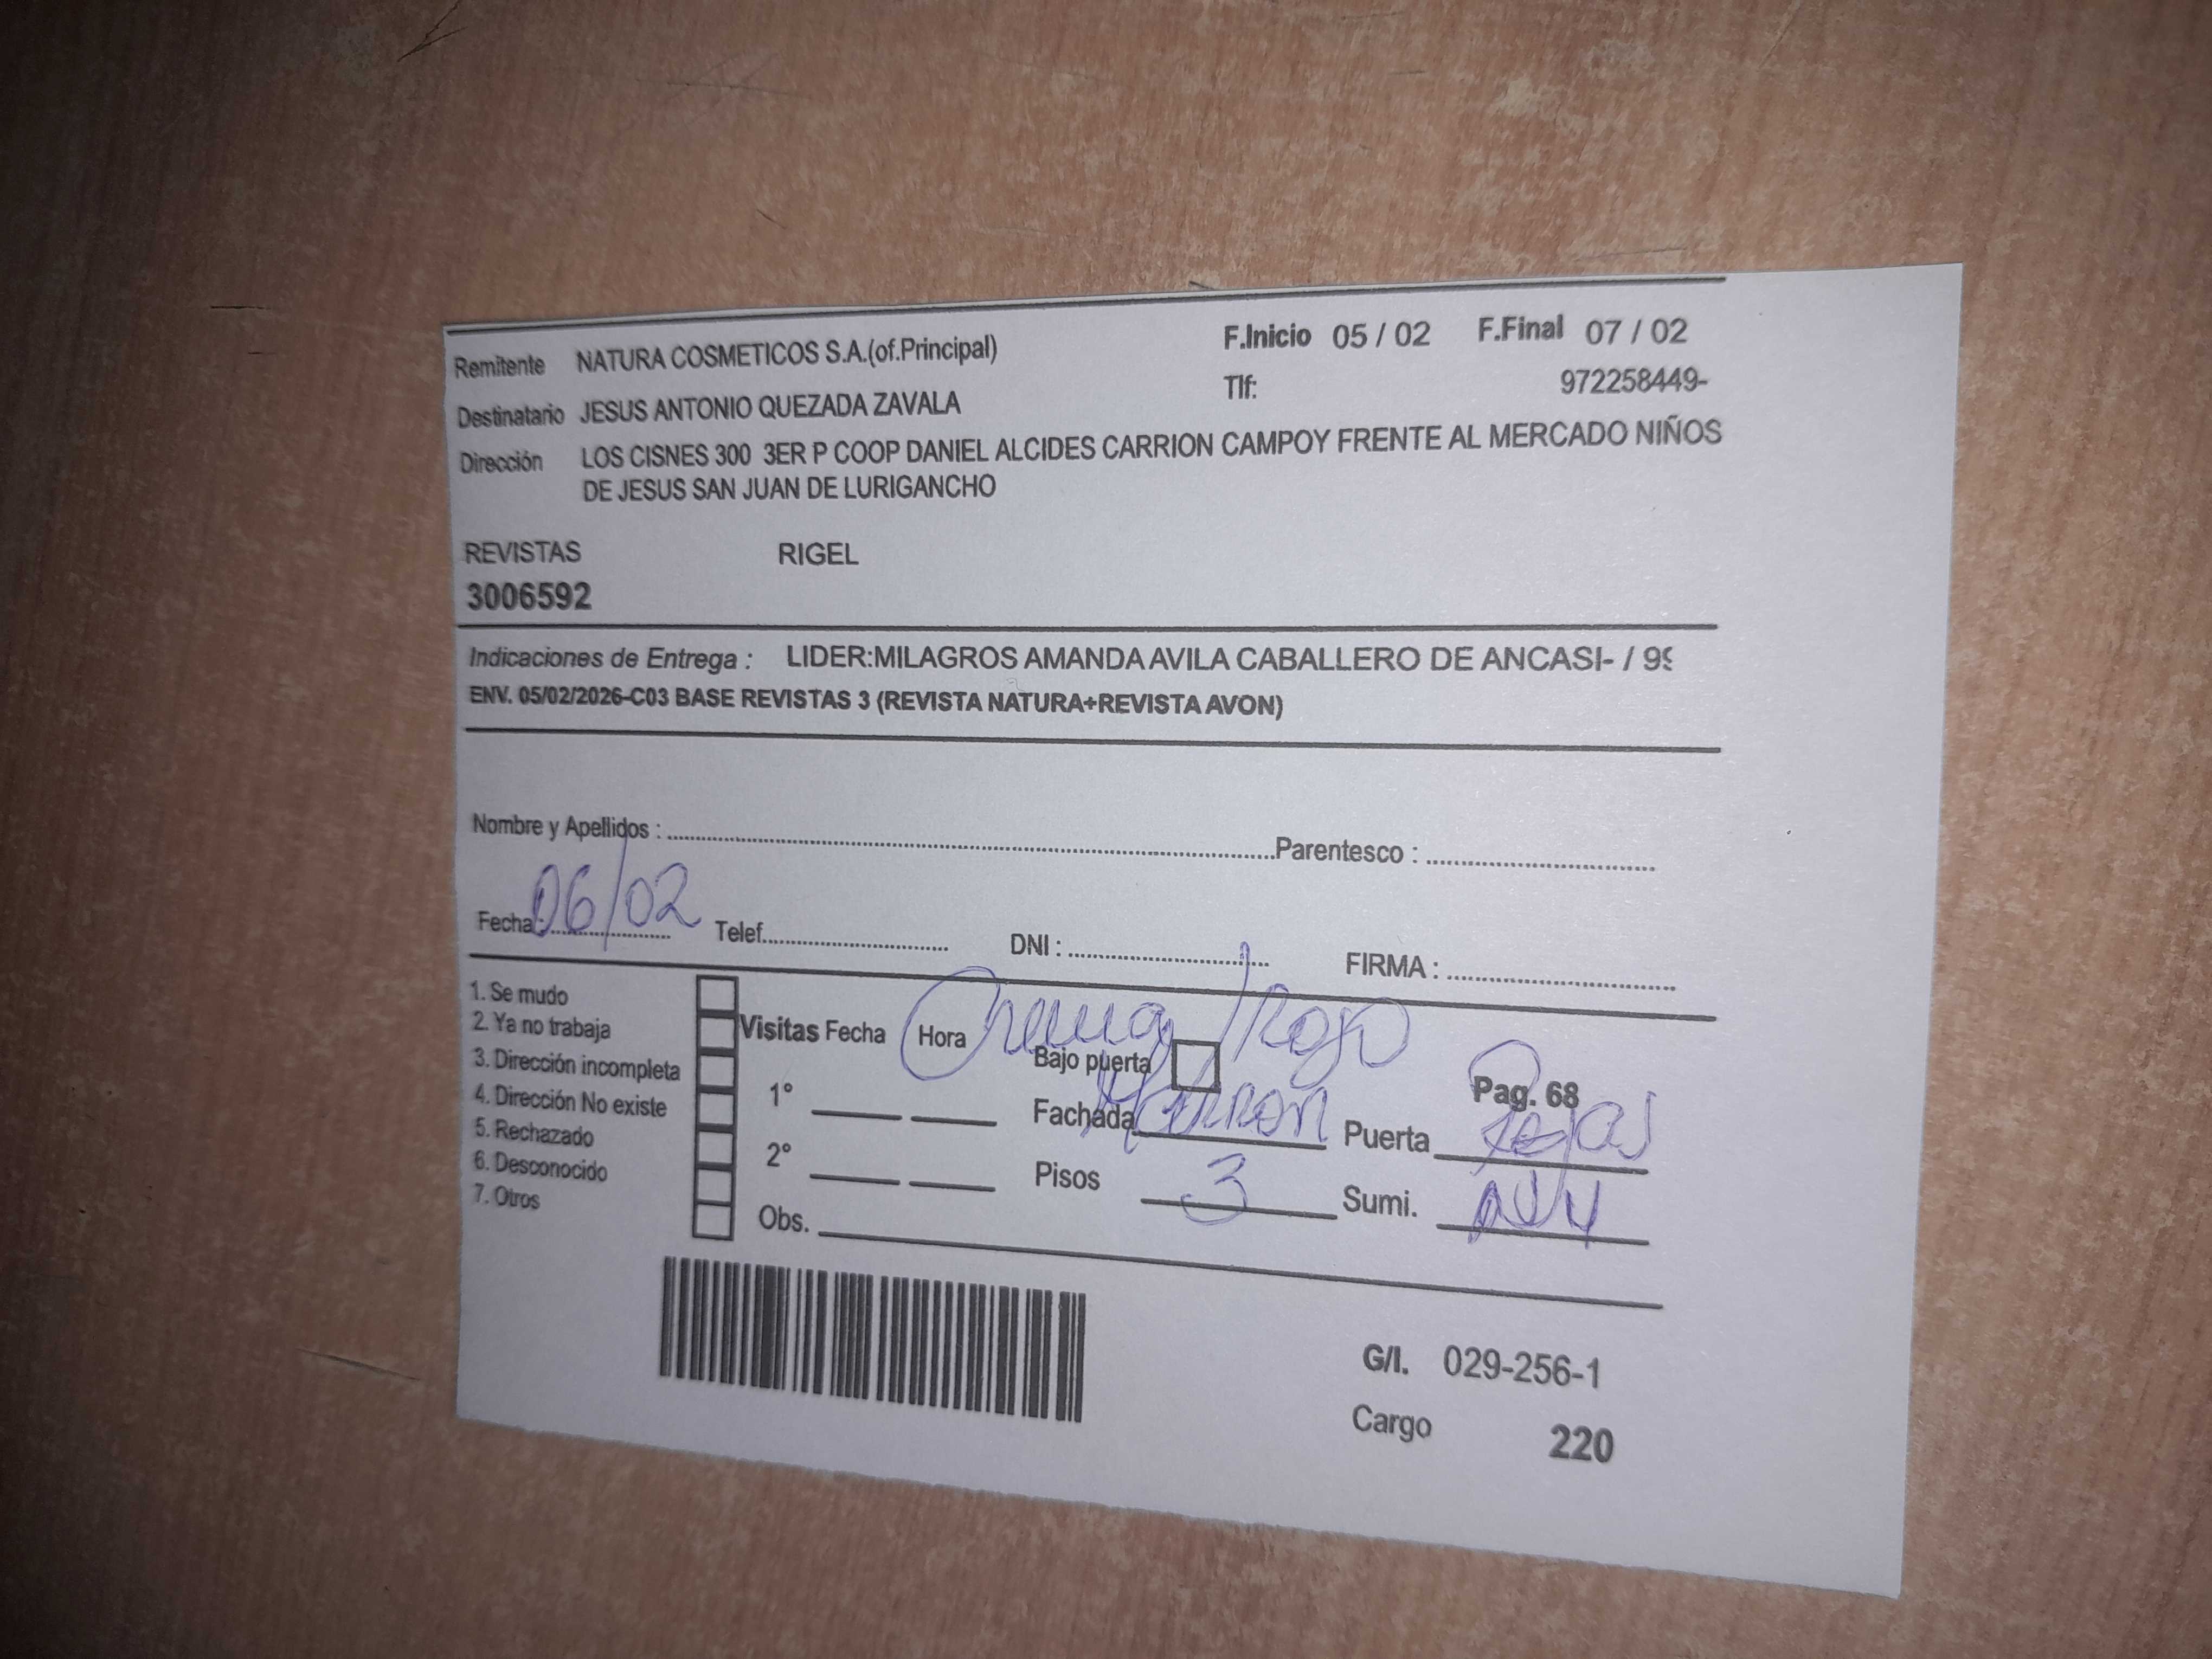 Remitente NATURA COSMETICOS S.A.(of.Principal) F.Inicio 05 / 02 F.Final 07 / 02
Destinatario JESUS ANTONIO QUEZADA ZAVALA Tlf: 972258449-
Dirección LOS CISNES 300 3ER P COOP DANIEL ALCIDES CARRION CAMPOY FRENTE AL MERCADO NIÑOS
DE JESUS SAN JUAN DE LURIGANCHO
REVISTAS RIGEL
3006592
Indicaciones de Entrega : LIDER:MILAGROS AMANDA AVILA CABALLERO DE ANCASI- / 99
ENV. 05/02/2026-C03 BASE REVISTAS 3 (REVISTA NATURA+REVISTA AVON)
Nombre y Apellidos : Parentesco :
Fecha: 06/02 Telef. DNI : FIRMA :
1. Se mudo
2. Ya no trabaja
3. Dirección incompleta
4. Dirección No existe
5. Rechazado
6. Desconocido
7. Otros
Visitas Fecha Hora
1°
2°
Obs.
Crema/Rojo
Bajo puerta
Fachada Marron
Pisos 3
Pag. 68
Puerta rejas
Sumi.
G/I. 029-256-1
Cargo 220